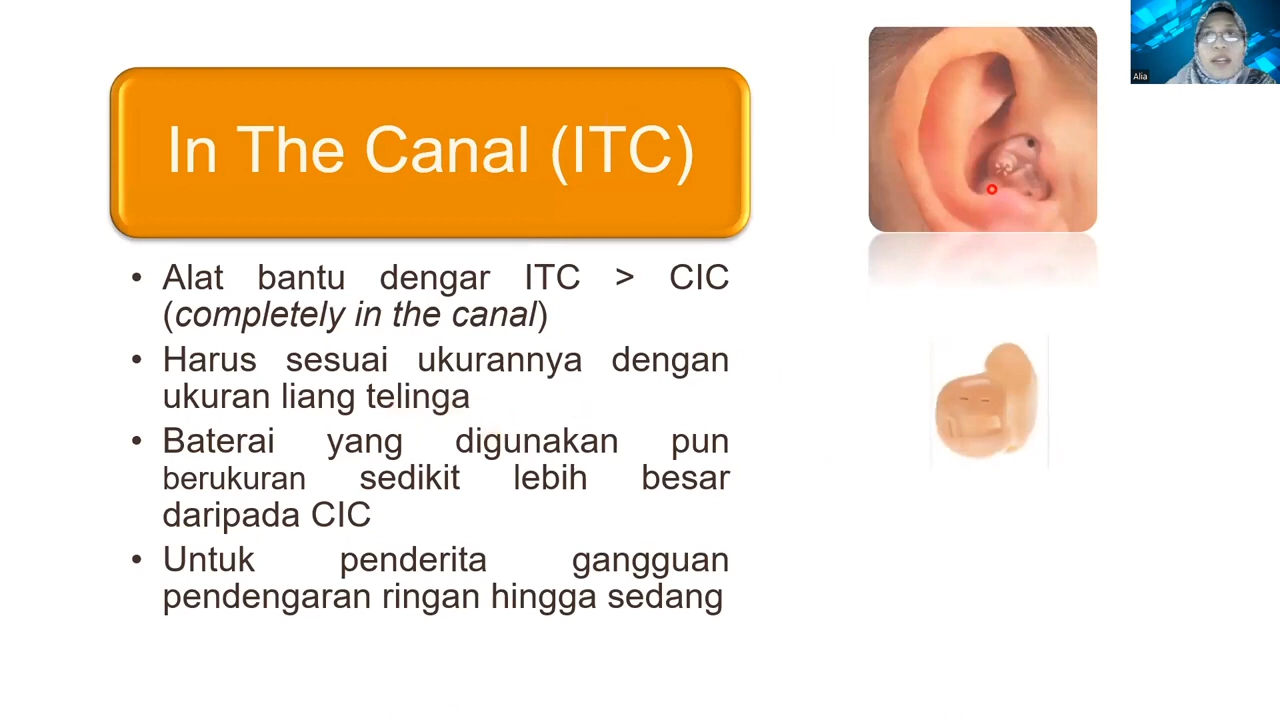 In The Canal (ITC)
• Alat bantu dengar ITC > CIC
(completely in the canal)
• Harus sesuai ukurannya dengan
ukuran liang telinga
• Baterai yang digunakan pun
berukuran sedikit lebih besar
daripada CIC
• Untuk penderita gangguan
pendengaran ringan hingga sedang
Alia